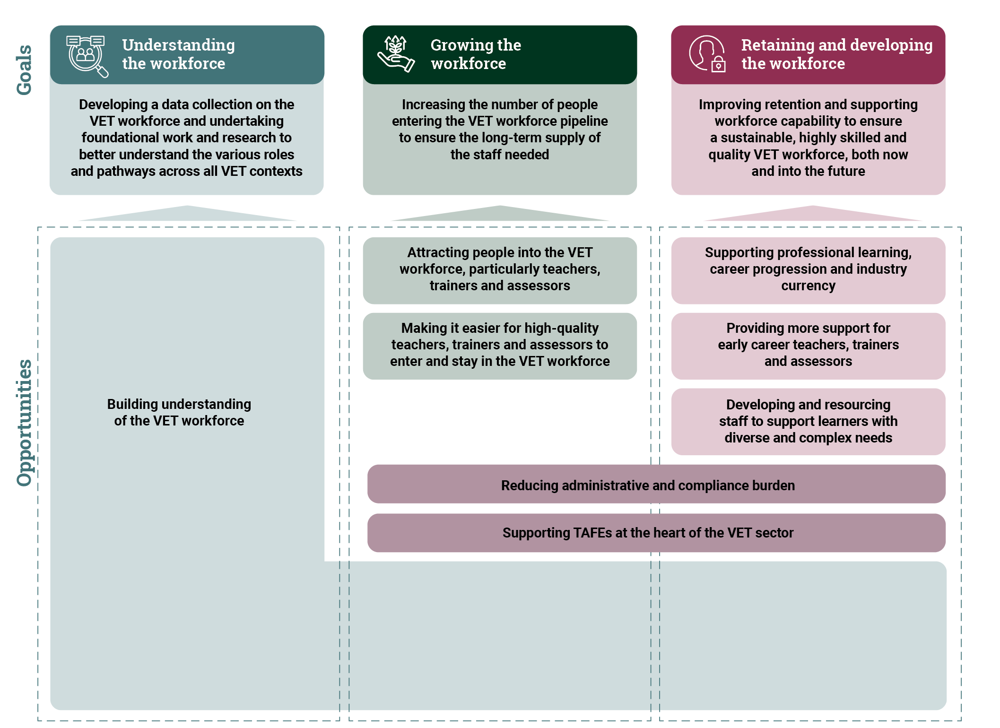 Goals
Understanding
the workforce
Developing a data collection on the
VET workforce and undertaking
foundational work and research to
better understand the various roles
and pathways across all VET contexts
Growing the
workforce
Increasing the number of people
entering the VET workforce pipeline
to ensure the long-term supply of
the staff needed
Retaining and developing
the workforce
Improving retention and supporting
workforce capability to ensure
a sustainable, highly skilled and
quality VET workforce, both now
and into the future
Opportunities
Building understanding
of the VET workforce
Attracting people into the VET
workforce, particularly teachers,
trainers and assessors
Making it easier for high-quality
teachers, trainers and assessors to
enter and stay in the VET workforce
Supporting professional learning,
career progression and industry
currency
Providing more support for
early career teachers, trainers
and assessors
Developing and resourcing
staff to support learners with
diverse and complex needs
Reducing administrative and compliance burden
Supporting TAFEs at the heart of the VET sector